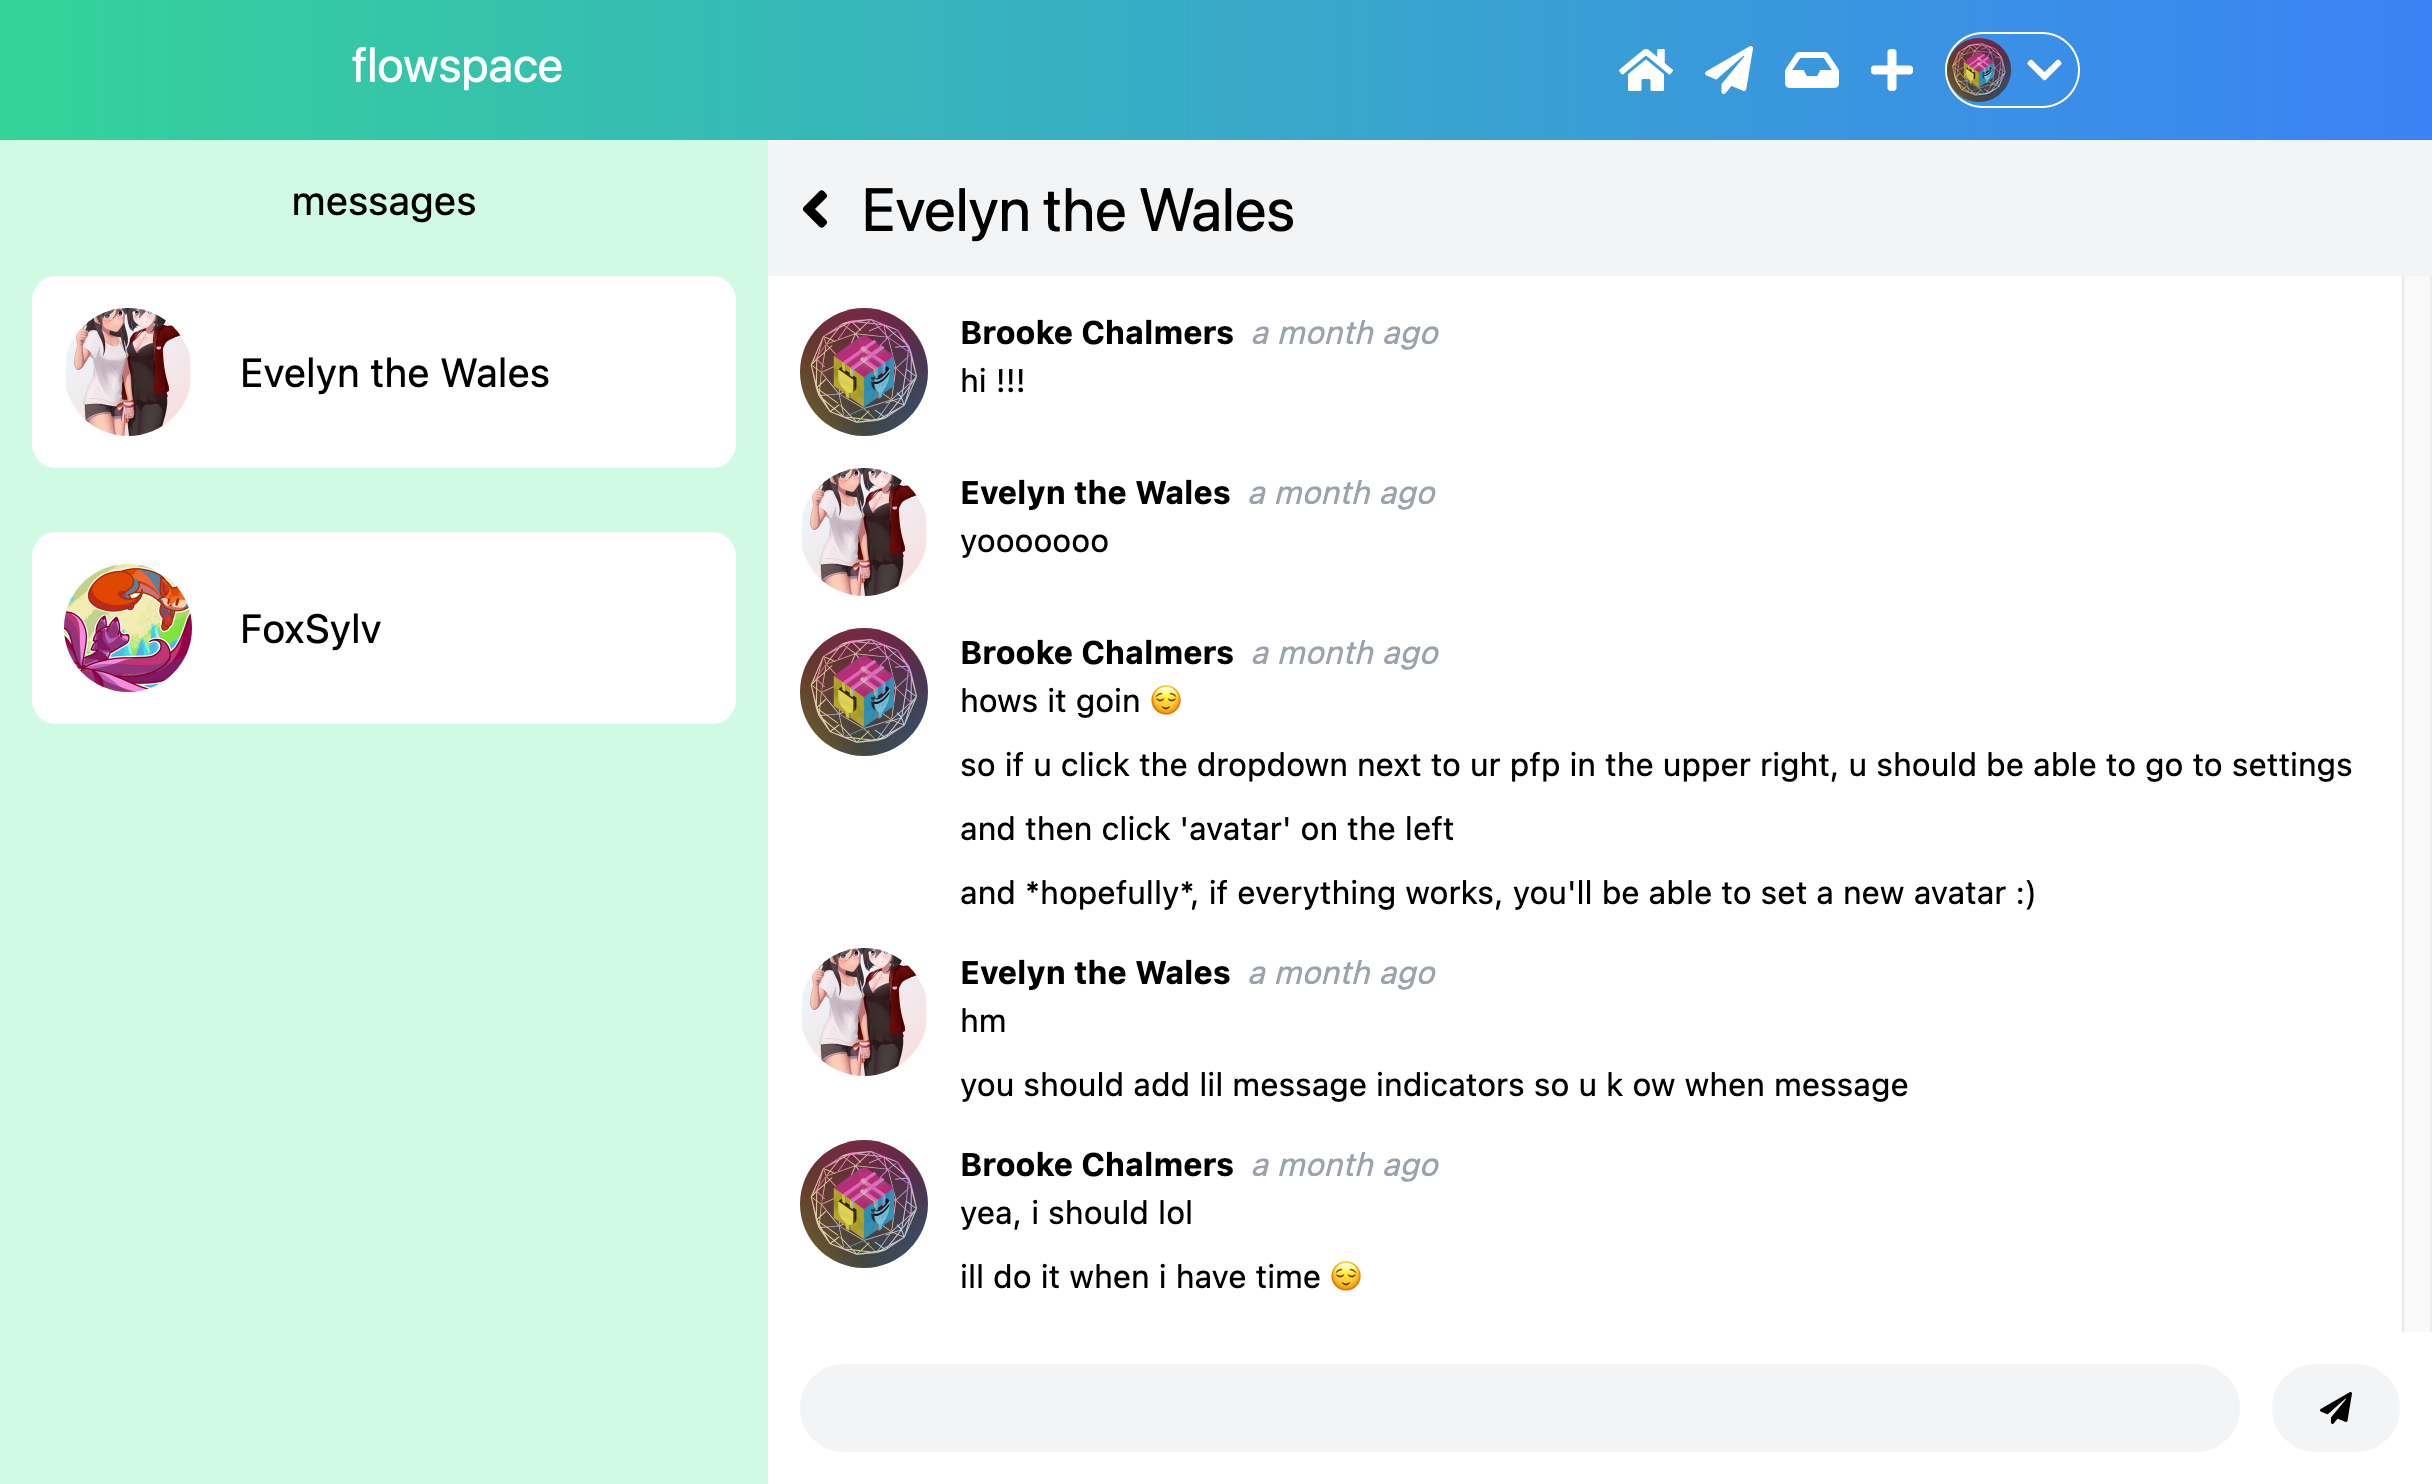 flowspace
messages
Evelyn the Wales
FoxSylv
Evelyn the Wales
Brooke Chalmers a month ago
hi !!!
Evelyn the Wales a month ago
yooooooo
Brooke Chalmers a month ago
hows it goin 😌
so if u click the dropdown next to ur pfp in the upper right, u should be able to go to settings
and then click 'avatar' on the left
and *hopefully*, if everything works, you'll be able to set a new avatar :)
Evelyn the Wales a month ago
hm
you should add lil message indicators so u k ow when message
Brooke Chalmers a month ago
yea, i should lol
ill do it when i have time 😌